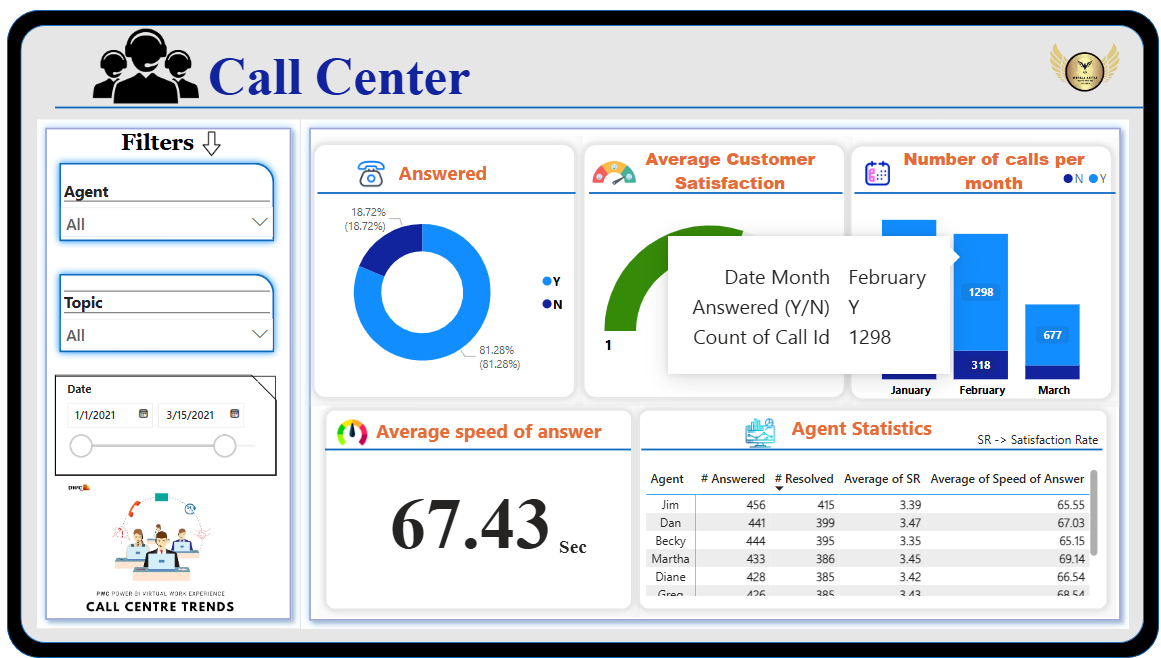 Call Center
Filters
Agent
All
Topic
All
Date
1/1/2021
3/15/2021
pwc
PWC POWER BI VIRTUAL WORK EXPERIENCE
CALL CENTRE TRENDS
Answered
18.72%
(18.72%)
81.28%
(81.28%)
Y
N
Average Customer
Satisfaction
1
Number of calls per
month
N Y
1298
318
677
January February March
Date Month February
Answered (Y/N) Y
Count of Call Id 1298
Average speed of answer
67.43 Sec
Agent Statistics
SR -> Satisfaction Rate
Agent # Answered # Resolved Average of SR Average of Speed of Answer
Jim 456 415 3.39 65.55
Dan 441 399 3.47 67.03
Becky 444 395 3.35 65.15
Martha 433 386 3.45 69.14
Diane 428 385 3.42 66.54
Greg 426 385 3.43 68.54